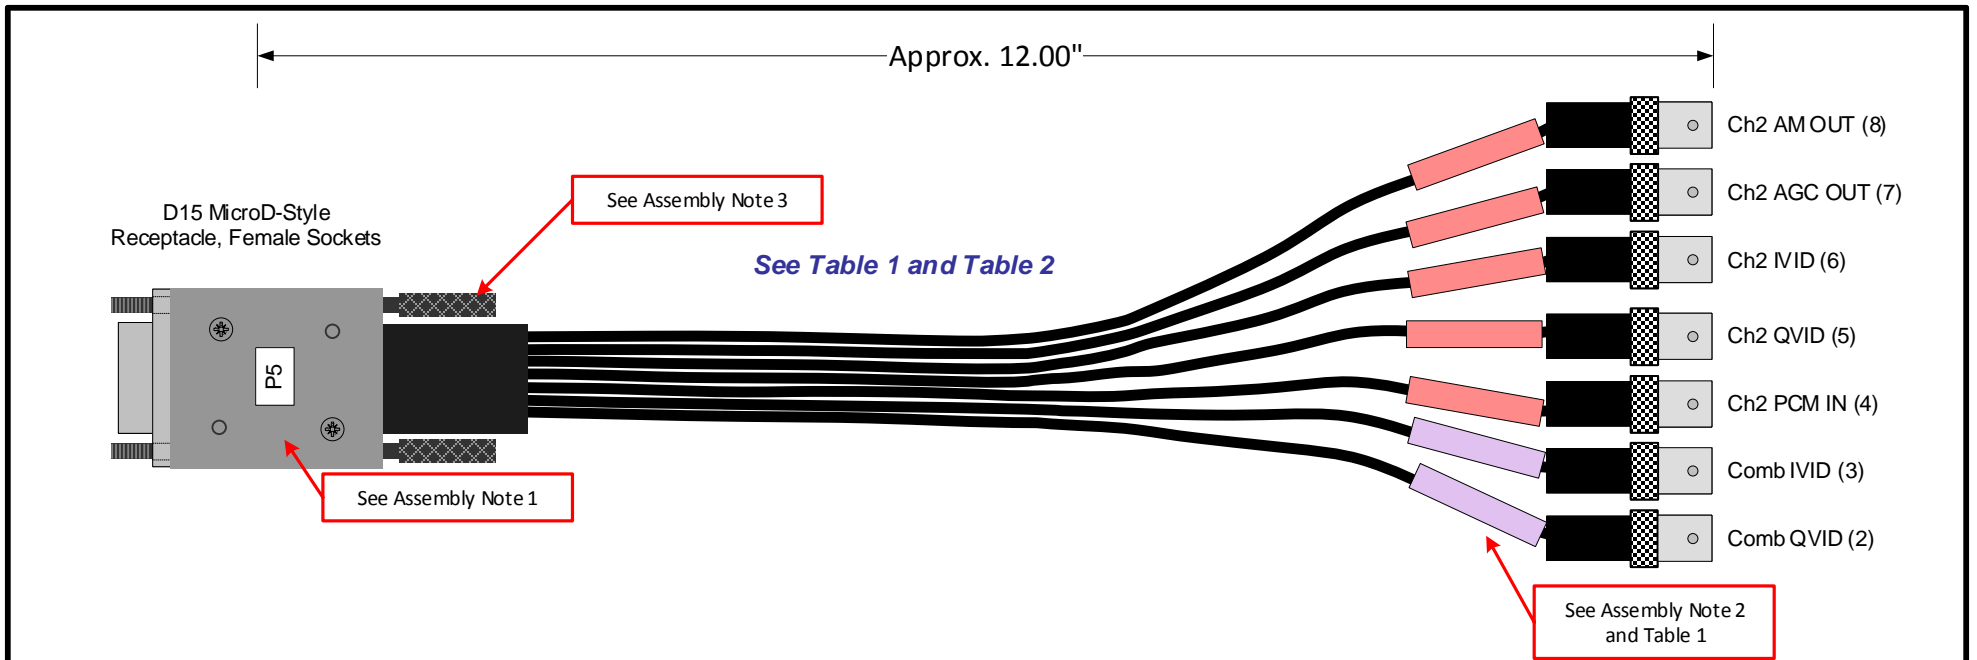 Approx. 12.00"
Ch2 AM OUT (8)
See Assembly Note 3
Ch2 AGC OUT (7)
D15 MicroD-Style
Receptacle, Female Sockets
See Table 1 and Table 2
Ch2 IVID (6)
Ch2 QVID (5)
P5
Ch2 PCM IN (4)
Comb IVID (3)
See Assembly Note 1
Comb QVID (2)
See Assembly Note 2
and Table 1